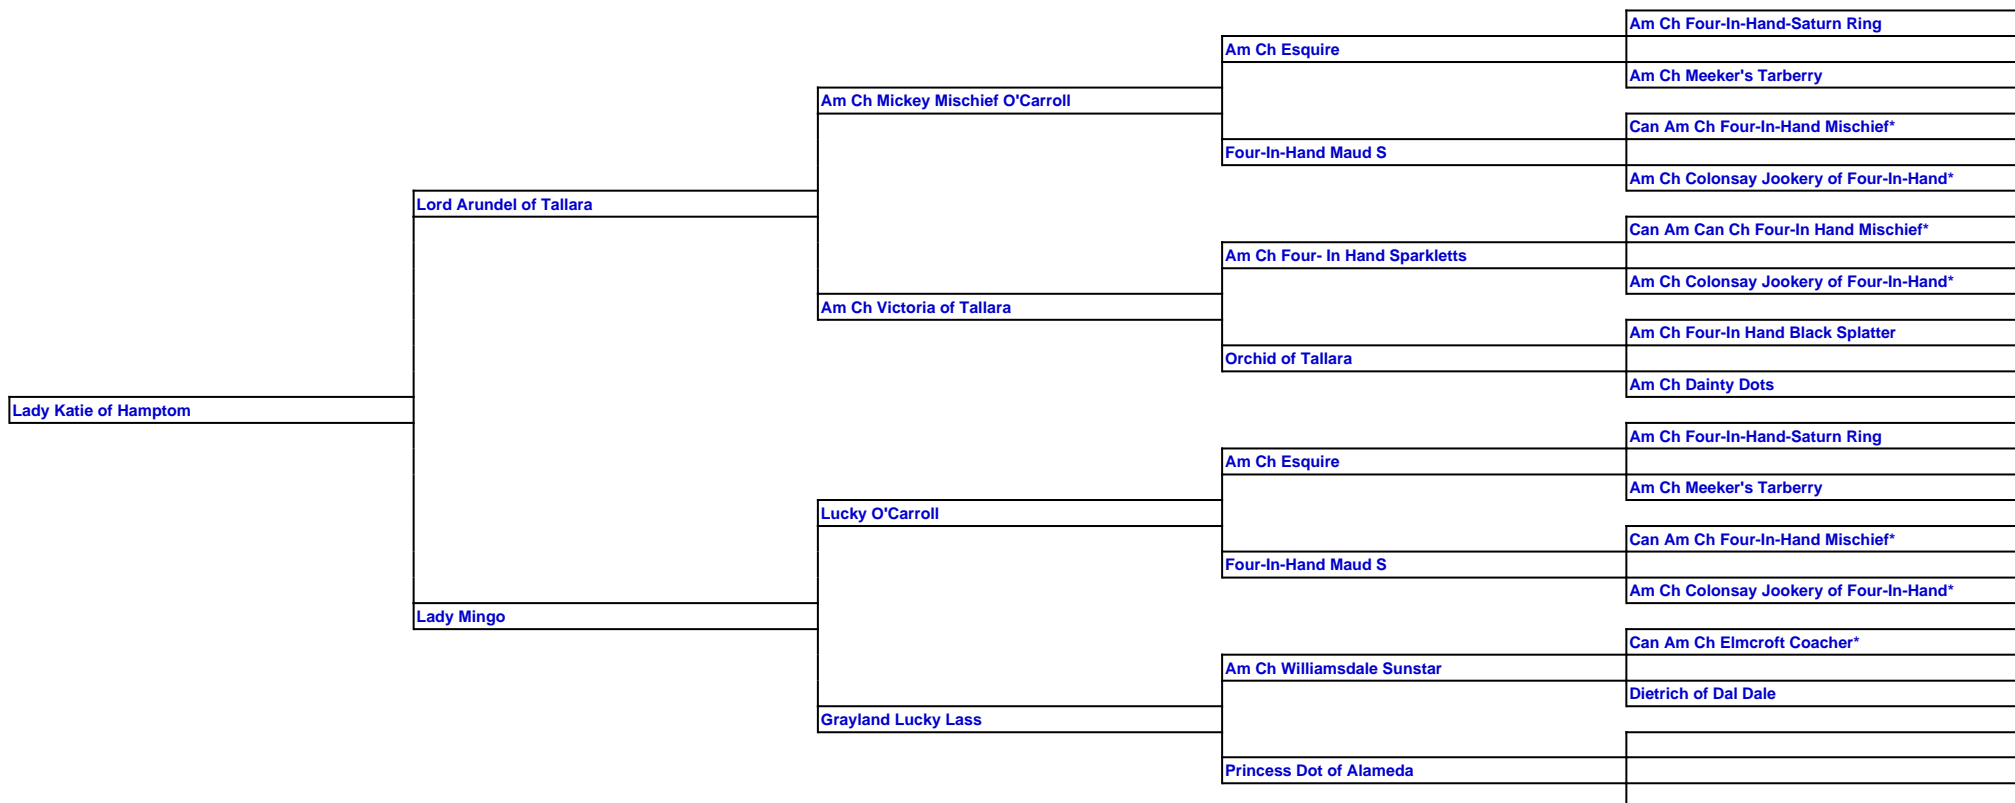 Am Ch Four-In-Hand-Saturn Ring
Am Ch Esquire
Am Ch Meeker's Tarberry
Am Ch Mickey Mischief O'Carroll
Can Am Ch Four-In-Hand Mischief*
Four-In-Hand Maud S
Am Ch Colonsay Jookery of Four-In-Hand*
Lord Arundel of Tallara
Can Am Can Ch Four-In Hand Mischief*
Am Ch Four- In Hand Sparkletts
Am Ch Colonsay Jookery of Four-In-Hand*
Am Ch Victoria of Tallara
Am Ch Four-In Hand Black Splatter
Orchid of Tallara
Am Ch Dainty Dots
Lady Katie of Hamptom
Am Ch Four-In-Hand-Saturn Ring
Am Ch Esquire
Am Ch Meeker's Tarberry
Lucky O'Carroll
Can Am Ch Four-In-Hand Mischief*
Four-In-Hand Maud S
Am Ch Colonsay Jookery of Four-In-Hand*
Lady Mingo
Can Am Ch Elmcroft Coacher*
Am Ch Williamsdale Sunstar
Dietrich of Dal Dale
Grayland Lucky Lass
Princess Dot of Alameda